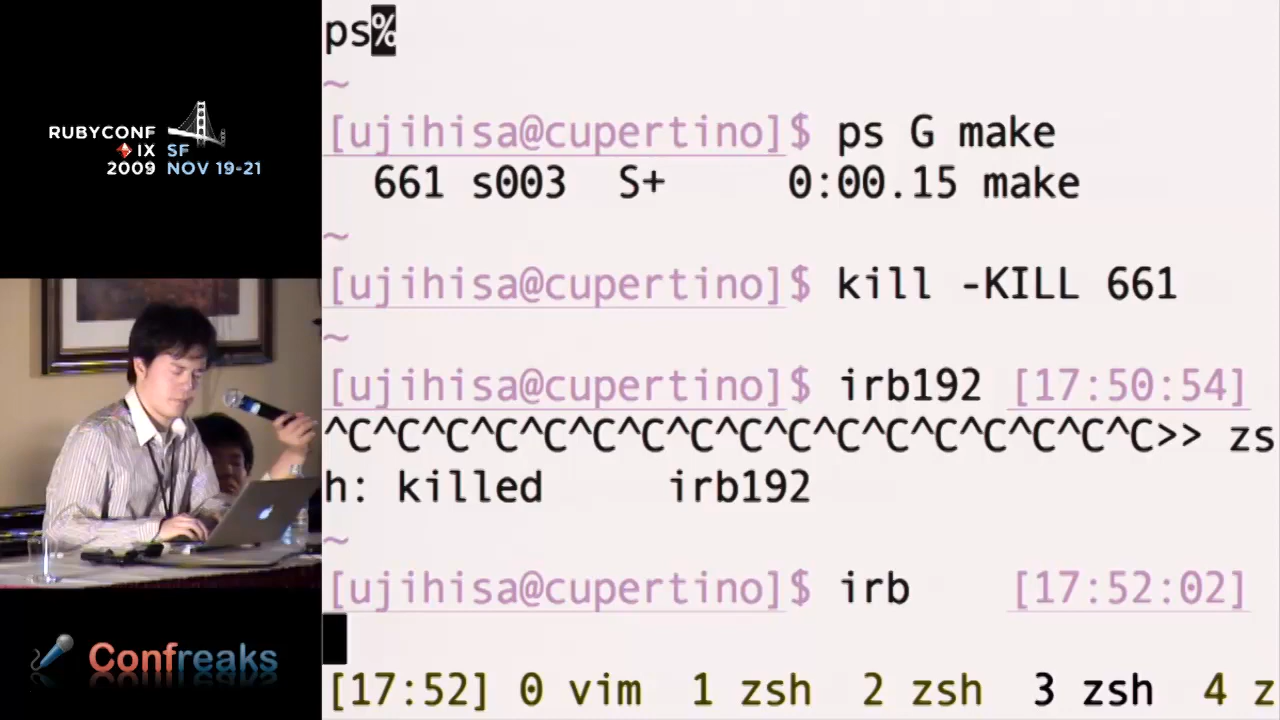 RUBYCONF
IX SF
2009 NOV 19-21
Confreaks
ps%
~
[ujihisa@cupertino]$ ps G make
661 s003 S+ 0:00.15 make
~
[ujihisa@cupertino]$ kill -KILL 661
~
[ujihisa@cupertino]$ irb192 [17:50:54]
^C^C^C^C^C^C^C^C^C^C^C^C^C^C^C^C^C>> zs
h: killed irb192
~
[ujihisa@cupertino]$ irb [17:52:02]
[17:52] 0 vim 1 zsh 2 zsh 3 zsh 4 z